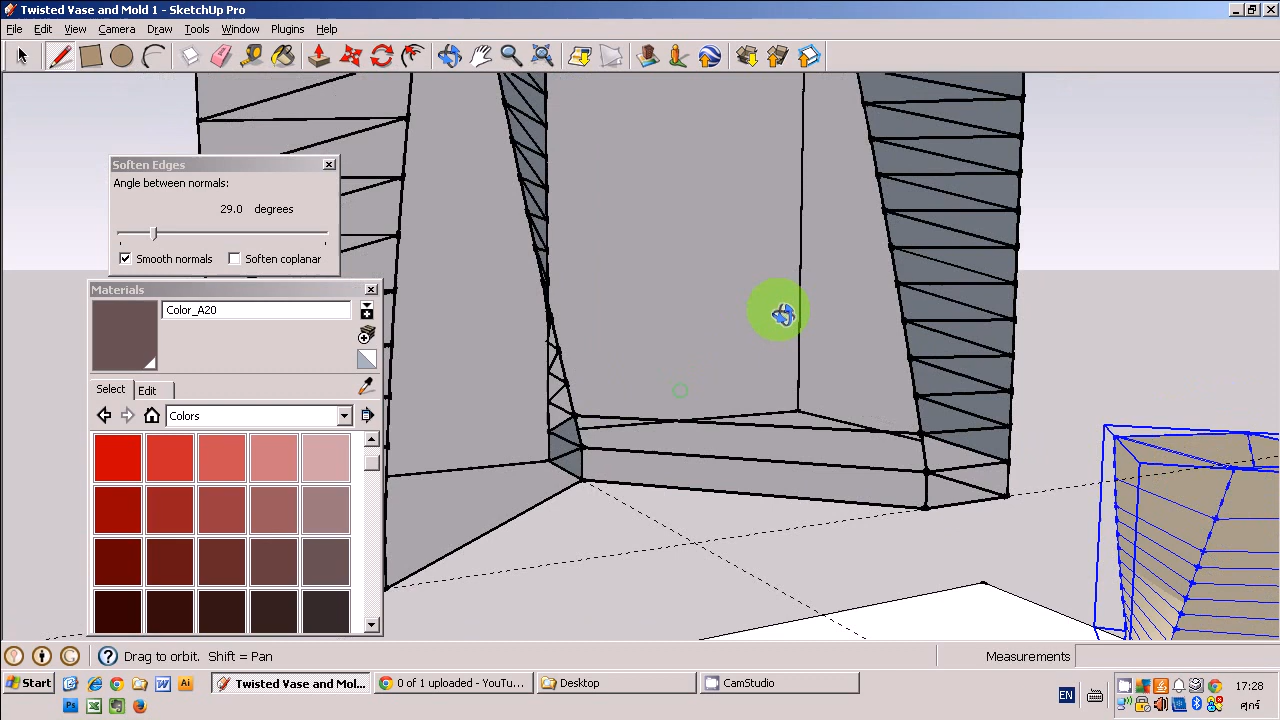 Twisted Vase and Mold 1 - SketchUp Pro
File Edit View Camera Draw Tools Window Plugins Help
Soften Edges
Angle between normals:
29.0 degrees
Smooth normals Soften coplanar
Materials
Color_A20
Select Edit
Colors
Drag to orbit. Shift = Pan
Measurements
Start
Twisted Vase and Mol...
0 of 1 uploaded - YouTu...
Desktop
CamStudio
EN
17:28
ศุกร์